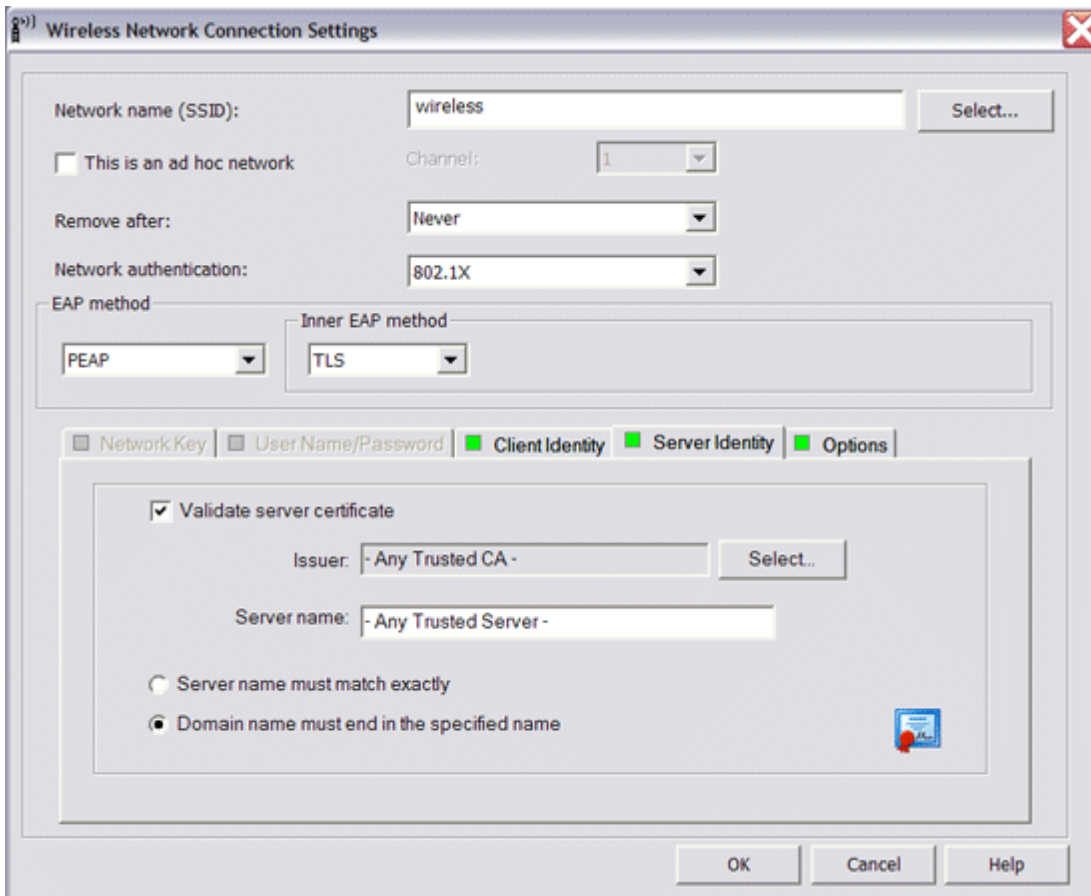 Wireless Network Connection Settings
Network name (SSID): wireless Select...
This is an ad hoc network Channel: 1
Remove after: Never
Network authentication: 802.1X
EAP method
Inner EAP method
PEAP TLS
Network Key User Name/Password Client Identity Server Identity Options
Validate server certificate
Issuer: - Any Trusted CA - Select...
Server name: - Any Trusted Server -
Server name must match exactly
Domain name must end in the specified name
OK Cancel Help